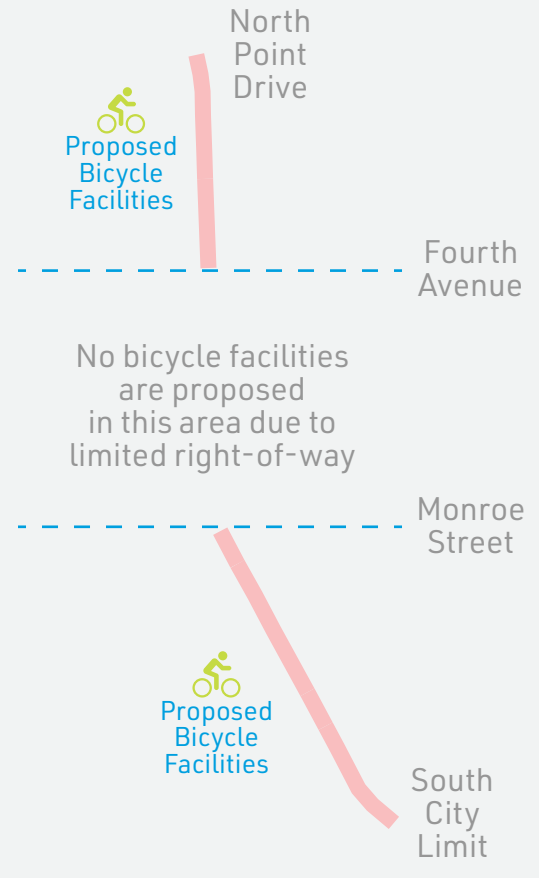 North
Point
Drive
Proposed
Bicycle
Facilities
Fourth
Avenue
No bicycle facilities
are proposed
in this area due to
limited right-of-way
Monroe
Street
Proposed
Bicycle
Facilities
South
City
Limit